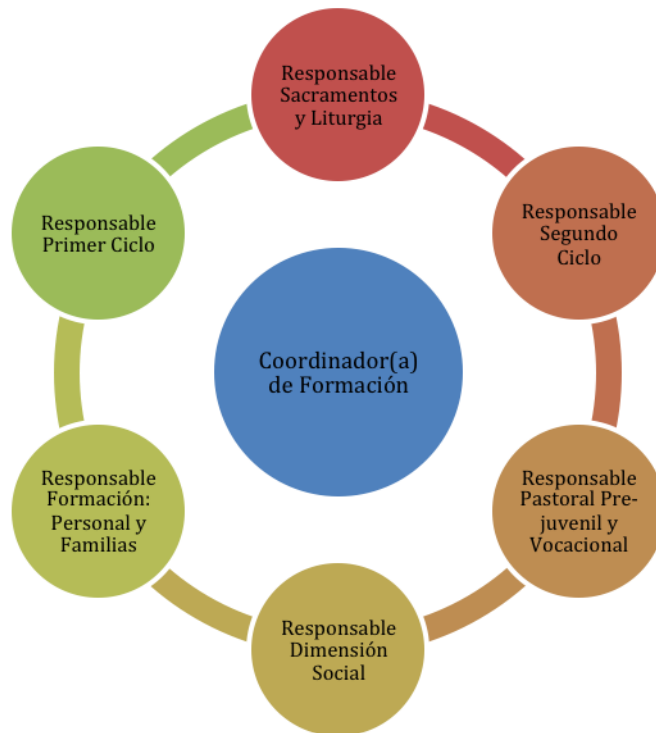 Responsable
Sacramentos
y Liturgia
Responsable
Segundo
Ciclo
Responsable
Pastoral Pre-
juvenil y
Vocacional
Responsable
Dimensión
Social
Responsable
Formación:
Personal y
Familias
Responsable
Primer Ciclo
Coordinador(a)
de Formación